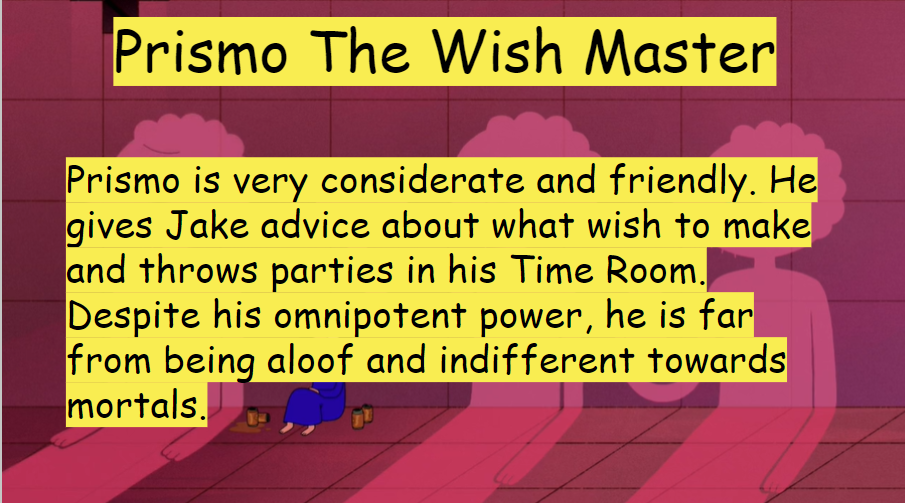 Prismo The Wish Master
Prismo is very considerate and friendly. He
gives Jake advice about what wish to make
and throws parties in his Time Room.
Despite his omnipotent power, he is far
from being aloof and indifferent towards
mortals.